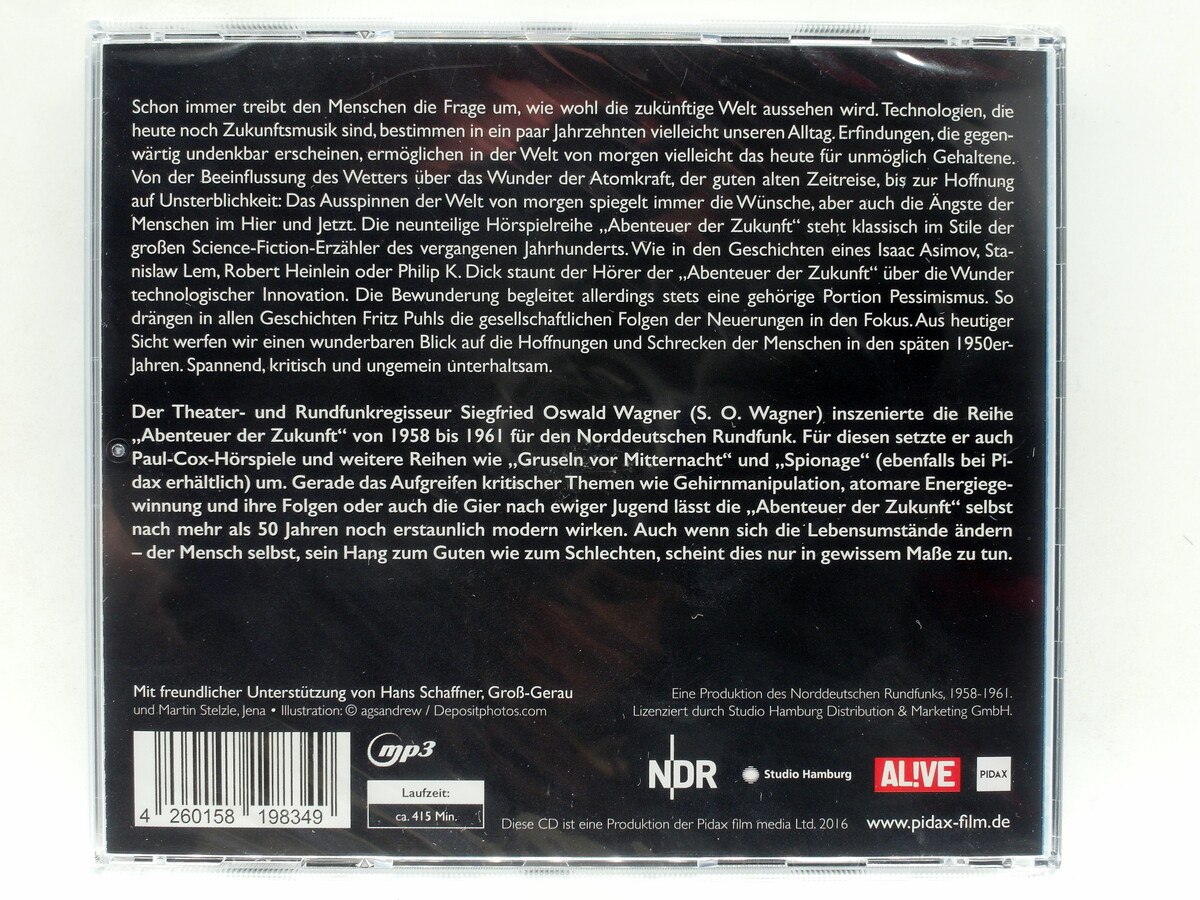 Schon immer treibt den Menschen die Frage um, wie wohl die zukünftige Welt aussehen wird. Technologien, die
heute noch Zukunftsmusik sind, bestimmen in ein paar Jahrzehnten vielleicht unseren Alltag. Erfindungen, die gegen-
wärtig undenkbar erscheinen, ermöglichen in der Welt von morgen vielleicht das heute für unmöglich Gehaltene.
Von der Beeinflussung des Wetters über das Wunder der Atomkraft, der guten alten Zeitreise, bis zur Hoffnung
auf Unsterblichkeit: Das Ausspinnen der Welt von morgen spiegelt immer die Wünsche, aber auch die Ängste der
Menschen im Hier und Jetzt. Die neunteilige Hörspielreihe „Abenteuer der Zukunft“ steht klassisch im Stile der
großen Science-Fiction-Erzähler des vergangenen Jahrhunderts. Wie in den Geschichten eines Isaac Asimov, Sta-
nislaw Lem, Robert Heinlein oder Philip K. Dick staunt der Hörer der „Abenteuer der Zukunft“ über die Wunder
technologischer Innovation. Die Bewunderung begleitet allerdings stets eine gehörige Portion Pessimismus. So
drängen in allen Geschichten Fritz Puhls die gesellschaftlichen Folgen der Neuerungen in den Fokus. Aus heutiger
Sicht werfen wir einen wunderbaren Blick auf die Hoffnungen und Schrecken der Menschen in den späten 1950er-
Jahren. Spannend, kritisch und ungemein unterhaltsam.
Der Theater- und Rundfunkregisseur Siegfried Oswald Wagner (S. O. Wagner) inszenierte die Reihe
„Abenteuer der Zukunft“ von 1958 bis 1961 für den Norddeutschen Rundfunk. Für diesen setzte er auch
Paul-Cox-Hörspiele und weitere Reihen wie „Gruseln vor Mitternacht“ und „Spionage“ (ebenfalls bei Pi-
dax erhältlich) um. Gerade das Aufgreifen kritischer Themen wie Gehirnmanipulation, atomare Energiege-
winnung und ihre Folgen oder auch die Gier nach ewiger Jugend lässt die „Abenteuer der Zukunft“ selbst
nach mehr als 50 Jahren noch erstaunlich modern wirken. Auch wenn sich die Lebensumstände ändern
– der Mensch selbst, sein Hang zum Guten wie zum Schlechten, scheint dies nur in gewissem Maße zu tun.
Mit freundlicher Unterstützung von Hans Schaffner, Groß-Gerau
und Martin Stelzle, Jena • Illustration: © agsandrew / Depositphotos.com
Eine Produktion des Norddeutschen Rundfunks, 1958-1961.
Lizenziert durch Studio Hamburg Distribution & Marketing GmbH.
4 260158 198349
mp3
Laufzeit:
ca. 415 Min.
NDR
Studio Hamburg
AL!VE
PIDAX
Diese CD ist eine Produktion der Pidax film media Ltd. 2016
www.pidax-film.de